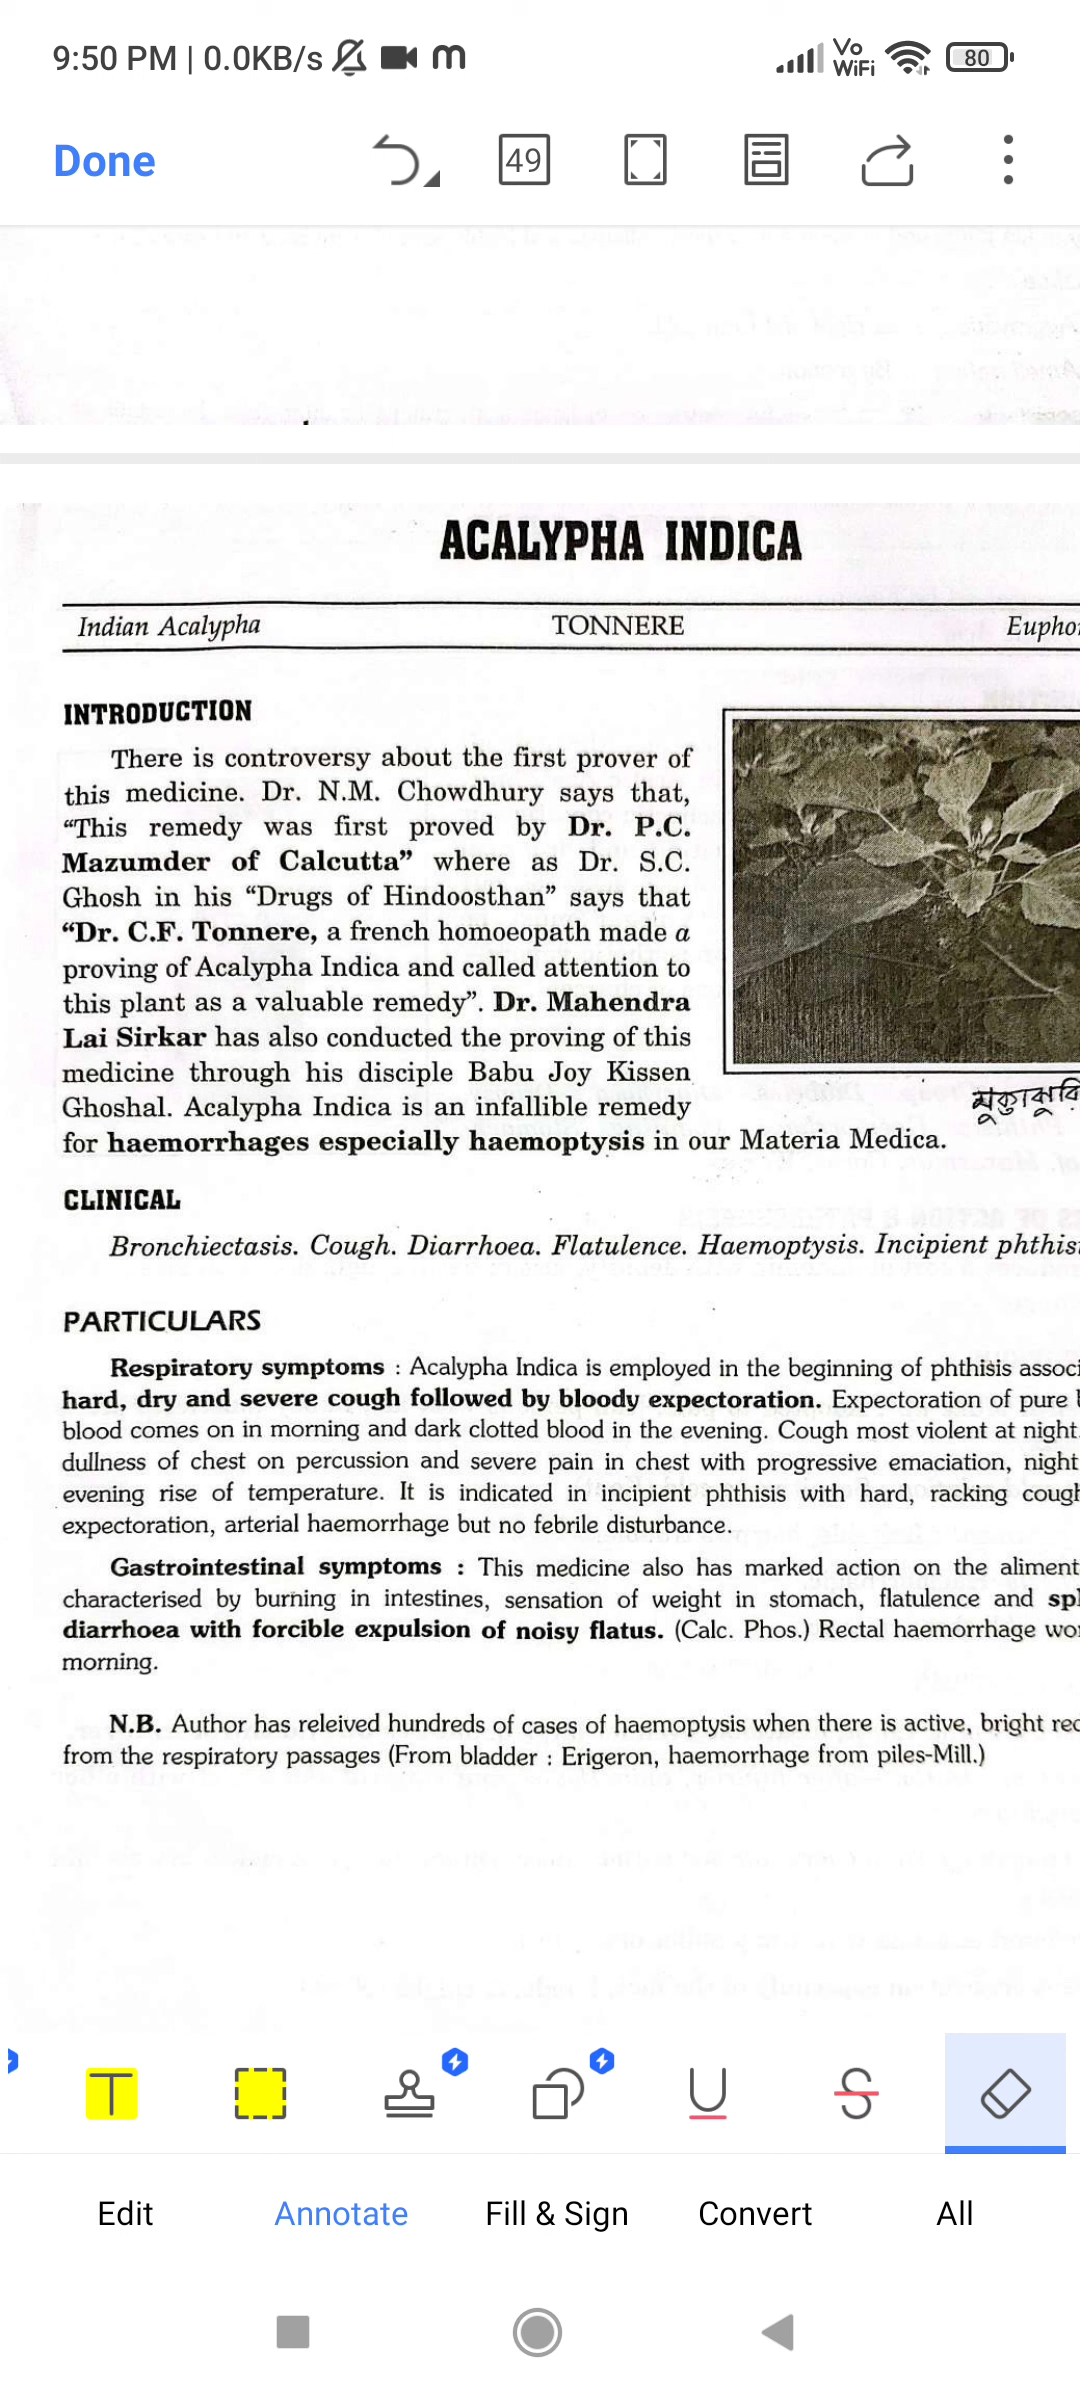 9:50 PM | 0.0KB/s m Vo WiFi 80
Done 49
ACALYPHA INDICA
Indian Acalypha TONNERE Euphor
INTRODUCTION
There is controversy about the first prover of
this medicine. Dr. N.M. Chowdhury says that,
“This remedy was first proved by Dr. P.C.
Mazumder of Calcutta” where as Dr. S.C.
Ghosh in his “Drugs of Hindoosthan” says that
“Dr. C.F. Tonnere, a french homoeopath made a
proving of Acalypha Indica and called attention to
this plant as a valuable remedy”. Dr. Mahendra
Lai Sirkar has also conducted the proving of this
medicine through his disciple Babu Joy Kissen
Ghoshal. Acalypha Indica is an infallible remedy
for haemorrhages especially haemoptysis in our Materia Medica.
CLINICAL
Bronchiectasis. Cough. Diarrhoea. Flatulence. Haemoptysis. Incipient phthisi
PARTICULARS
Respiratory symptoms : Acalypha Indica is employed in the beginning of phthisis associ
hard, dry and severe cough followed by bloody expectoration. Expectoration of pure
blood comes on in morning and dark clotted blood in the evening. Cough most violent at night.
dullness of chest on percussion and severe pain in chest with progressive emaciation, night
evening rise of temperature. It is indicated in incipient phthisis with hard, racking cough
expectoration, arterial haemorrhage but no febrile disturbance.
Gastrointestinal symptoms : This medicine also has marked action on the aliment
characterised by burning in intestines, sensation of weight in stomach, flatulence and spl
diarrhoea with forcible expulsion of noisy flatus. (Calc. Phos.) Rectal haemorrhage wor
morning.
N.B. Author has releived hundreds of cases of haemoptysis when there is active, bright red
from the respiratory passages (From bladder : Erigeron, haemorrhage from piles-Mill.)
Edit Annotate Fill & Sign Convert All